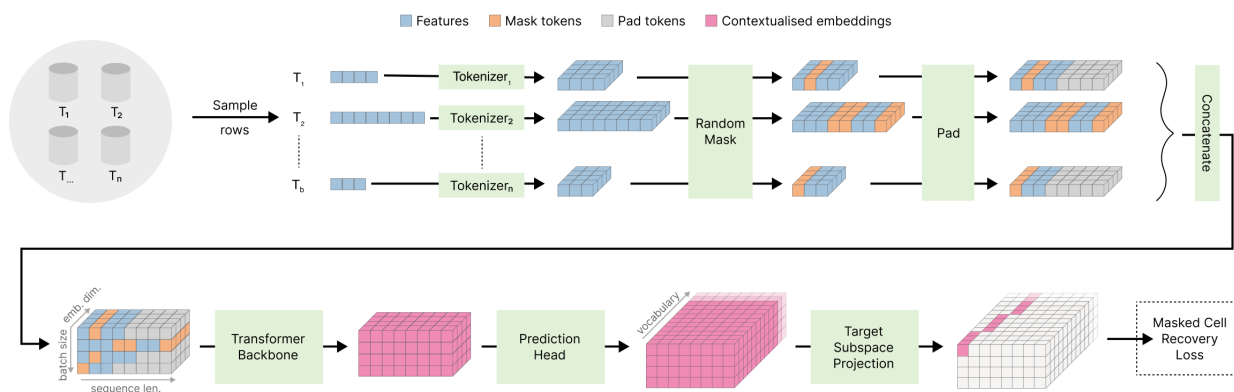 Features
Mask tokens
Pad tokens
Contextualised embeddings
T1
T2
T...
Tn
Sample
rows
T1
Tokenizer1
T2
Tokenizer2
Tb
Tokenizern
Random
Mask
Pad
Concatenate
emb. dim.
batch size
sequence len.
Transformer
Backbone
Prediction
Head
vocabulary
Target
Subspace
Projection
Masked Cell
Recovery
Loss